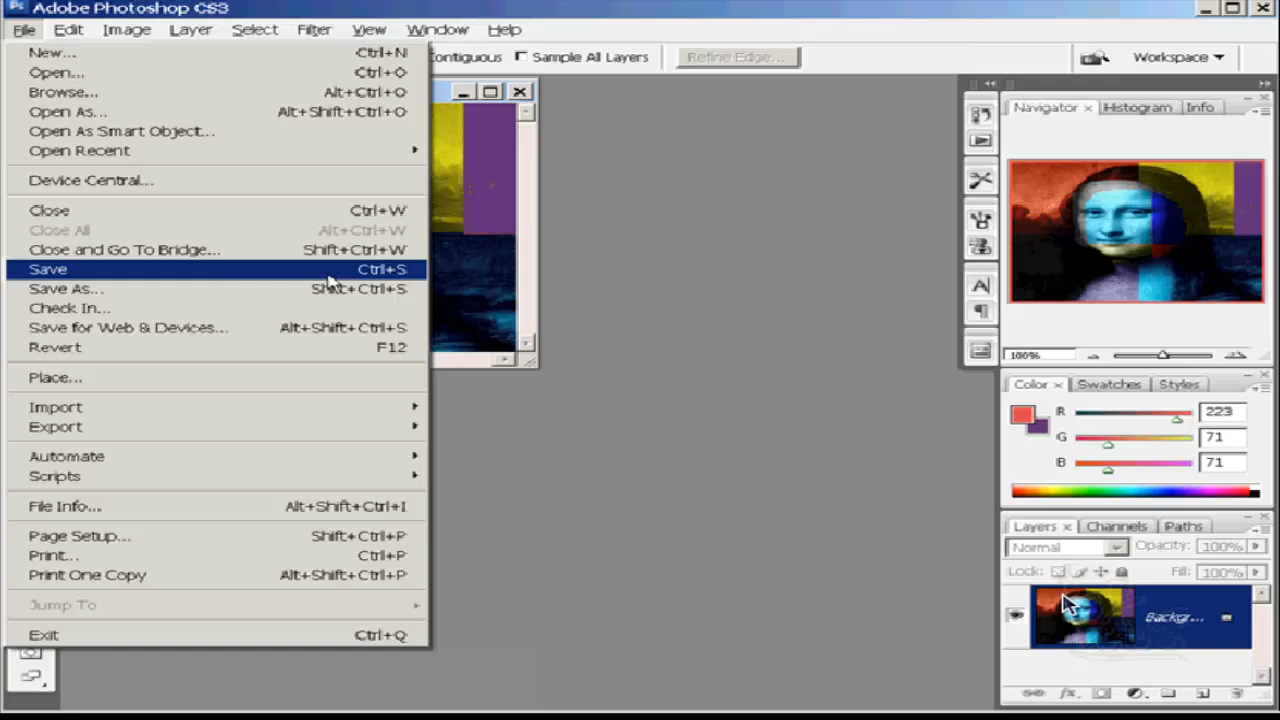 Adobe Photoshop CS3
File Edit Image Layer Select Filter View Window Help
ontiguous Sample All Layers Refine Edge... Workspace
New... Ctrl+N
Open... Ctrl+O
Browse... Alt+Ctrl+O
Open As... Alt+Shift+Ctrl+O
Open As Smart Object...
Open Recent
Device Central...
Close Ctrl+W
Close All Alt+Ctrl+W
Close and Go To Bridge... Shift+Ctrl+W
Save Ctrl+S
Save As... Shift+Ctrl+S
Check In...
Save for Web & Devices... Alt+Shift+Ctrl+S
Revert F12
Place...
Import
Export
Automate
Scripts
File Info... Alt+Shift+Ctrl+I
Page Setup... Shift+Ctrl+P
Print... Ctrl+P
Print One Copy Alt+Shift+Ctrl+P
Jump To
Exit Ctrl+Q
Navigator × Histogram Info
100%
Color × Swatches Styles
R 223
G 71
B 71
Layers × Channels Paths
Normal Opacity: 100%
Lock: Fill: 100%
Backgr...